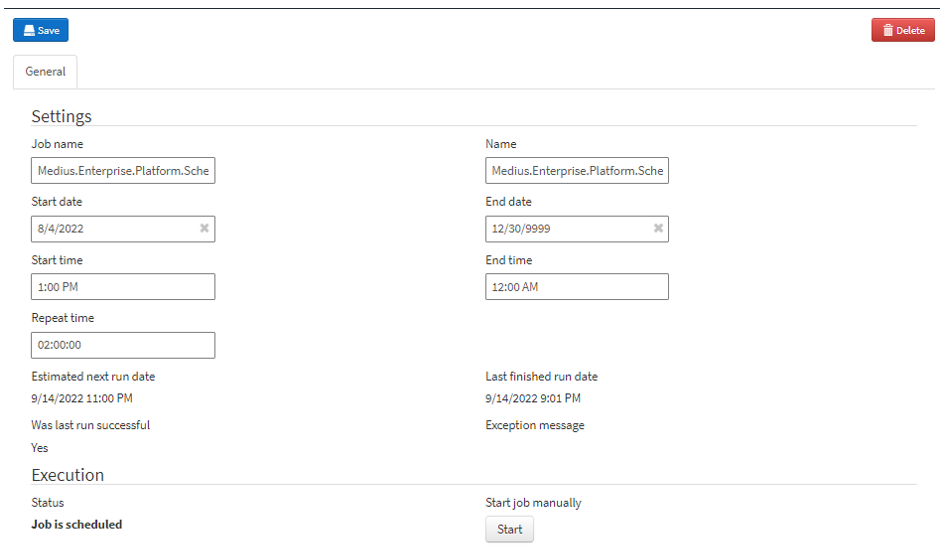 Save
Delete
General
Settings
Job name
Name
Medius.Enterprise.Platform.Sche
Medius.Enterprise.Platform.Sche
Start date
End date
8/4/2022
12/30/9999
Start time
End time
1:00 PM
12:00 AM
Repeat time
02:00:00
Estimated next run date
Last finished run date
9/14/2022 11:00 PM
9/14/2022 9:01 PM
Was last run successful
Exception message
Yes
Execution
Status
Start job manually
Job is scheduled
Start